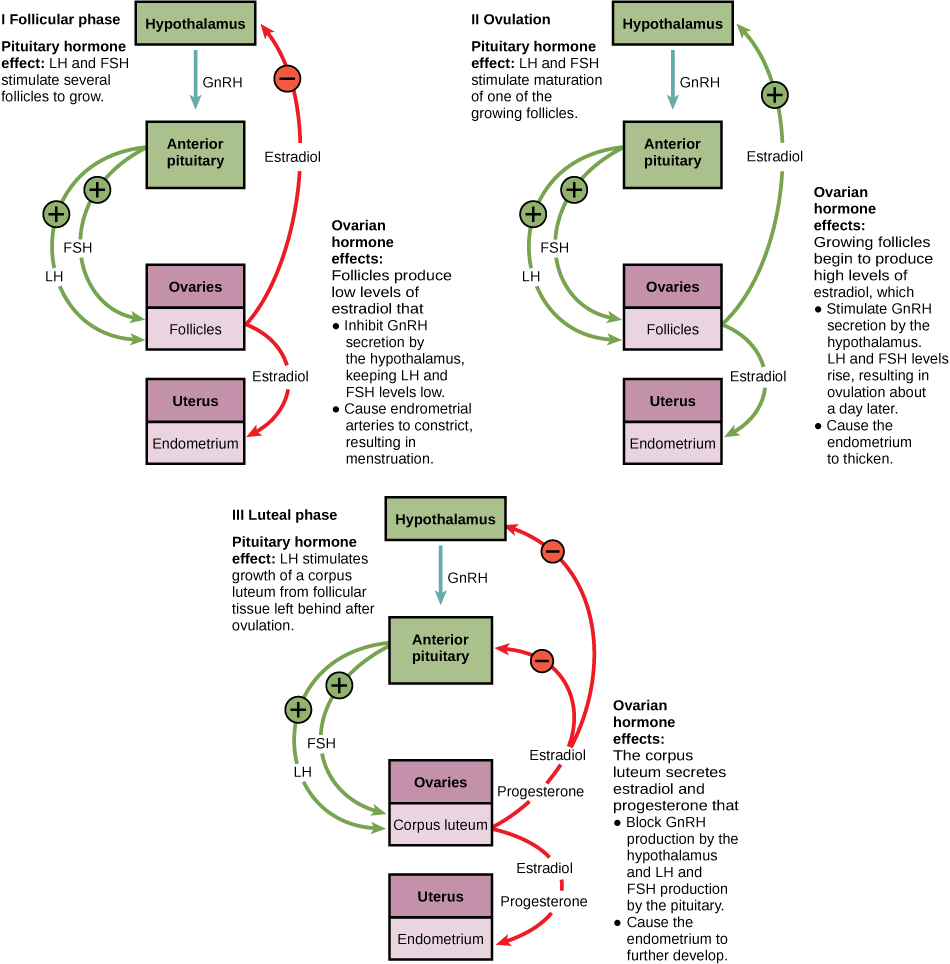 I Follicular phase
Pituitary hormone
effect: LH and FSH
stimulate several
follicles to grow.
Hypothalamus
GnRH
Anterior
pituitary
Estradiol
FSH
LH
Ovaries
Follicles
Estradiol
Uterus
Endometrium
Ovarian
hormone
effects:
Follicles produce
low levels of
estradiol that
● Inhibit GnRH
secretion by
the hypothalamus,
keeping LH and
FSH levels low.
● Cause endrometrial
arteries to constrict,
resulting in
menstruation.
II Ovulation
Pituitary hormone
effect: LH and FSH
stimulate maturation
of one of the
growing follicles.
Hypothalamus
GnRH
Anterior
pituitary
Estradiol
FSH
LH
Ovaries
Follicles
Estradiol
Uterus
Endometrium
Ovarian
hormone
effects:
Growing follicles
begin to produce
high levels of
estradiol, which
● Stimulate GnRH
secretion by the
hypothalamus.
LH and FSH levels
rise, resulting in
ovulation about
a day later.
● Cause the
endometrium
to thicken.
III Luteal phase
Pituitary hormone
effect: LH stimulates
growth of a corpus
luteum from follicular
tissue left behind after
ovulation.
Hypothalamus
GnRH
Anterior
pituitary
FSH
LH
Estradiol
Progesterone
Ovaries
Corpus luteum
Estradiol
Progesterone
Uterus
Endometrium
Ovarian
hormone
effects:
The corpus
luteum secretes
estradiol and
progesterone that
● Block GnRH
production by the
hypothalamus
and LH and
FSH production
by the pituitary.
● Cause the
endometrium to
further develop.